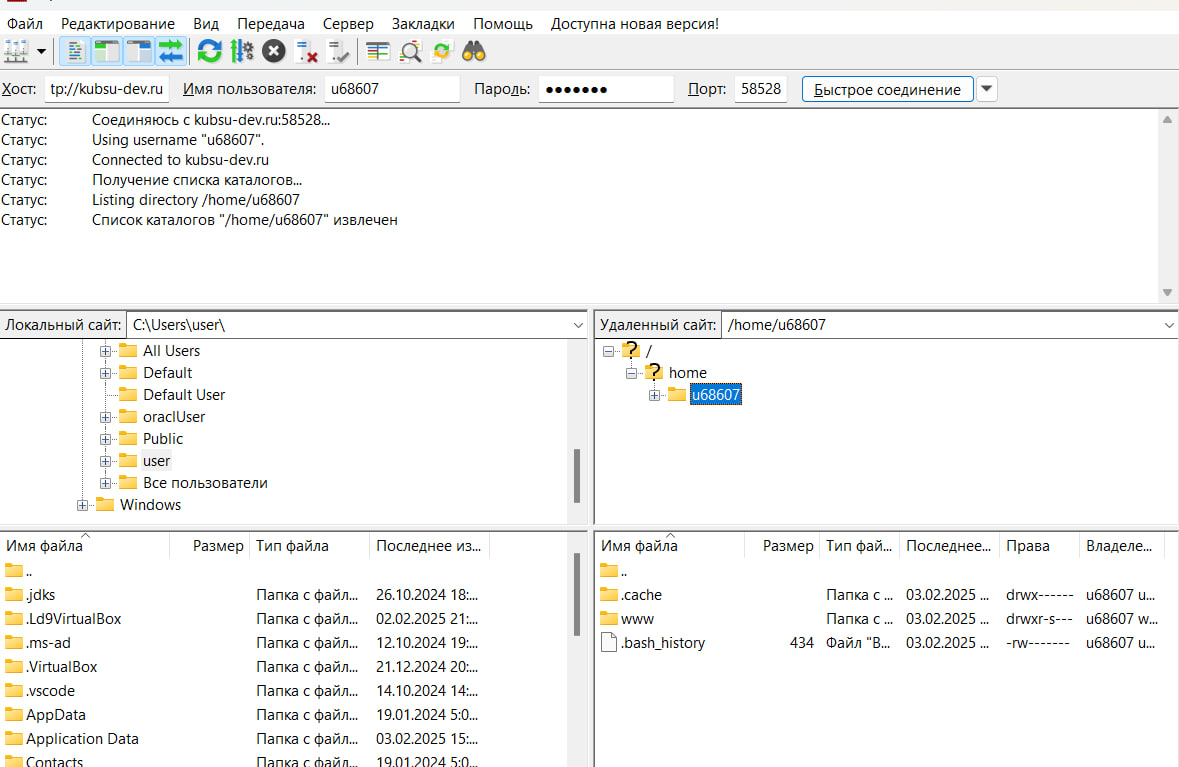 Файл Редактирование Вид Передача Сервер Закладки Помощь Доступна новая версия!
Хост: tp://kubsu-dev.ru Имя пользователя: u68607 Пароль: ●●●●●●● Порт: 58528 Быстрое соединение
Статус: Соединяюсь с kubsu-dev.ru:58528...
Статус: Using username "u68607".
Статус: Connected to kubsu-dev.ru
Статус: Получение списка каталогов...
Статус: Listing directory /home/u68607
Статус: Список каталогов "/home/u68607" извлечен
Локальный сайт: C:\Users\user\
All Users
Default
Default User
oraclUser
Public
user
Все пользователи
Windows
Удаленный сайт: /home/u68607
/
home
u68607
Имя файла Размер Тип файла Последнее из...
..
.jdks Папка с файл... 26.10.2024 18:...
.Ld9VirtualBox Папка с файл... 02.02.2025 21:...
.ms-ad Папка с файл... 12.10.2024 19:...
.VirtualBox Папка с файл... 21.12.2024 20:...
.vscode Папка с файл... 14.10.2024 14:...
AppData Папка с файл... 19.01.2024 5:0...
Application Data Папка с файл... 03.02.2025 15:...
Contacts Папка с файл... 19.01.2024 5:0...
Имя файла Размер Тип фай... Последнее... Права Владеле...
..
.cache Папка с ... 03.02.2025 ... drwx------ u68607 u...
www Папка с ... 03.02.2025 ... drwxr-s--- u68607 w...
.bash_history 434 Файл "B... 03.02.2025 ... -rw------- u68607 u...